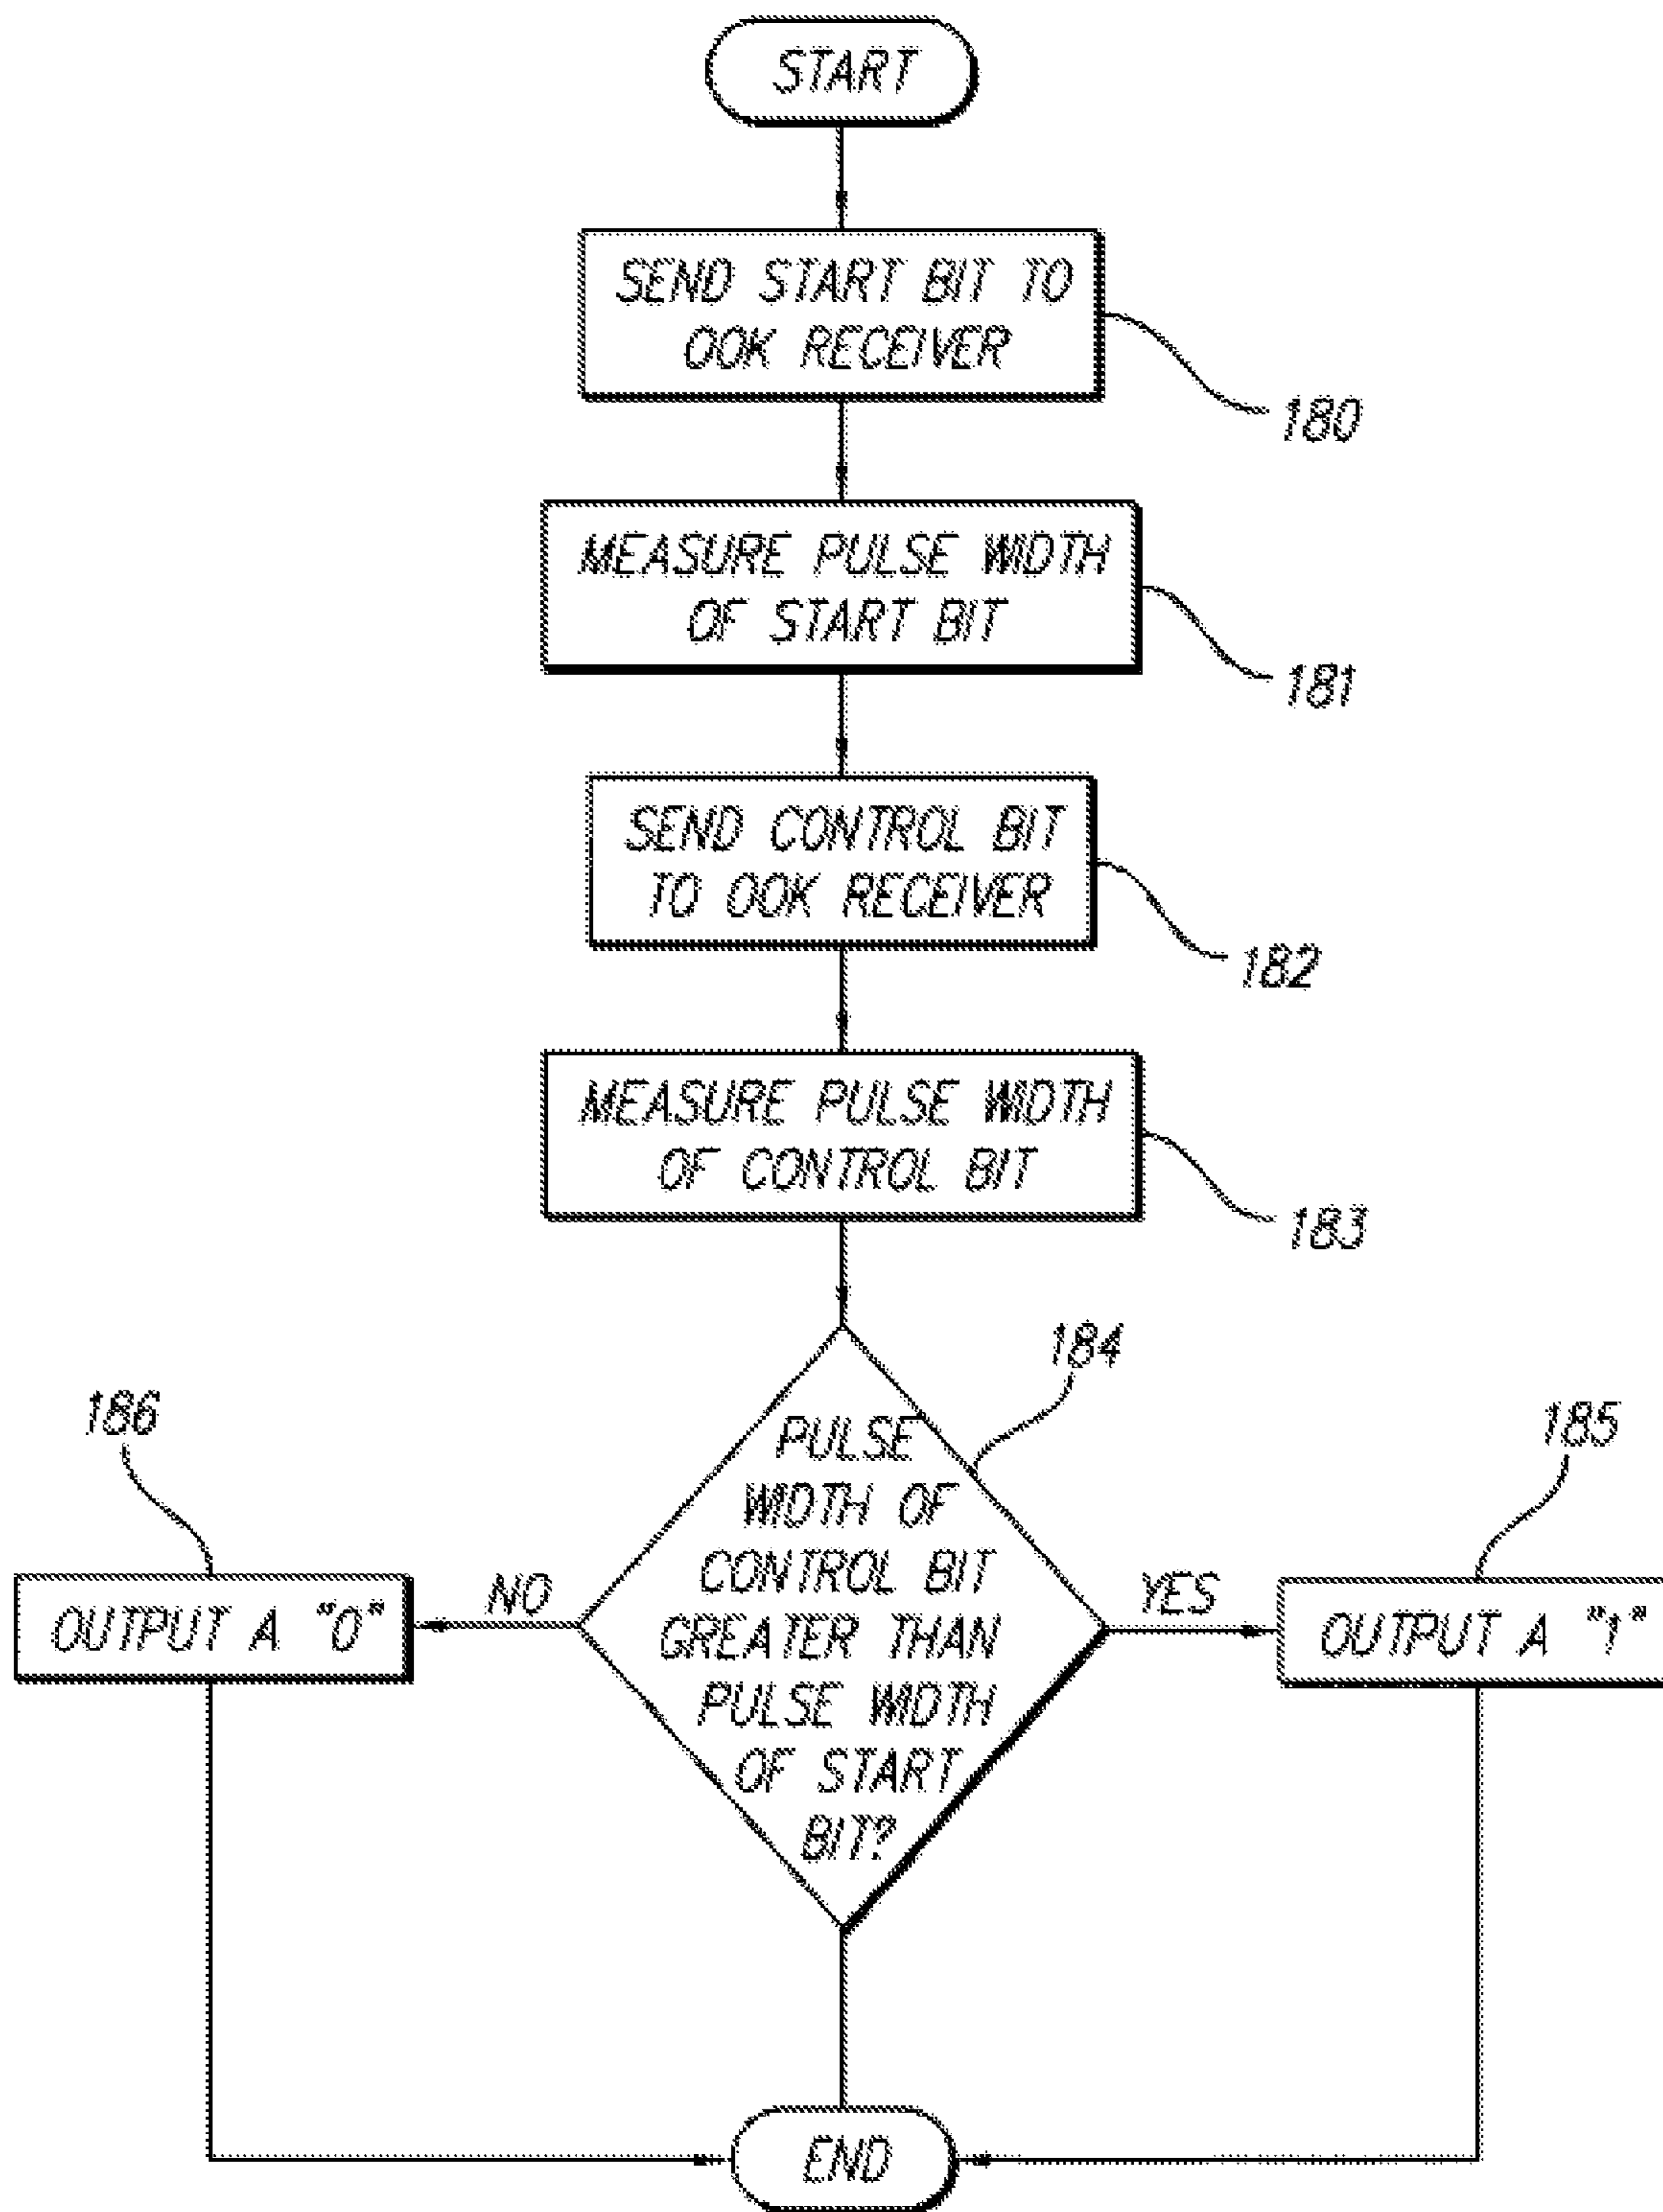 START
SEND START BIT TO
OOK RECEIVER
180
MEASURE PULSE WIDTH
OF START BIT
181
SEND CONTROL BIT
TO OOK RECEIVER
182
MEASURE PULSE WIDTH
OF CONTROL BIT
183
184
PULSE
WIDTH OF
CONTROL BIT
GREATER THAN
PULSE WIDTH
OF START
BIT?
186
NO
OUTPUT A "0"
185
YES
OUTPUT A "1"
END